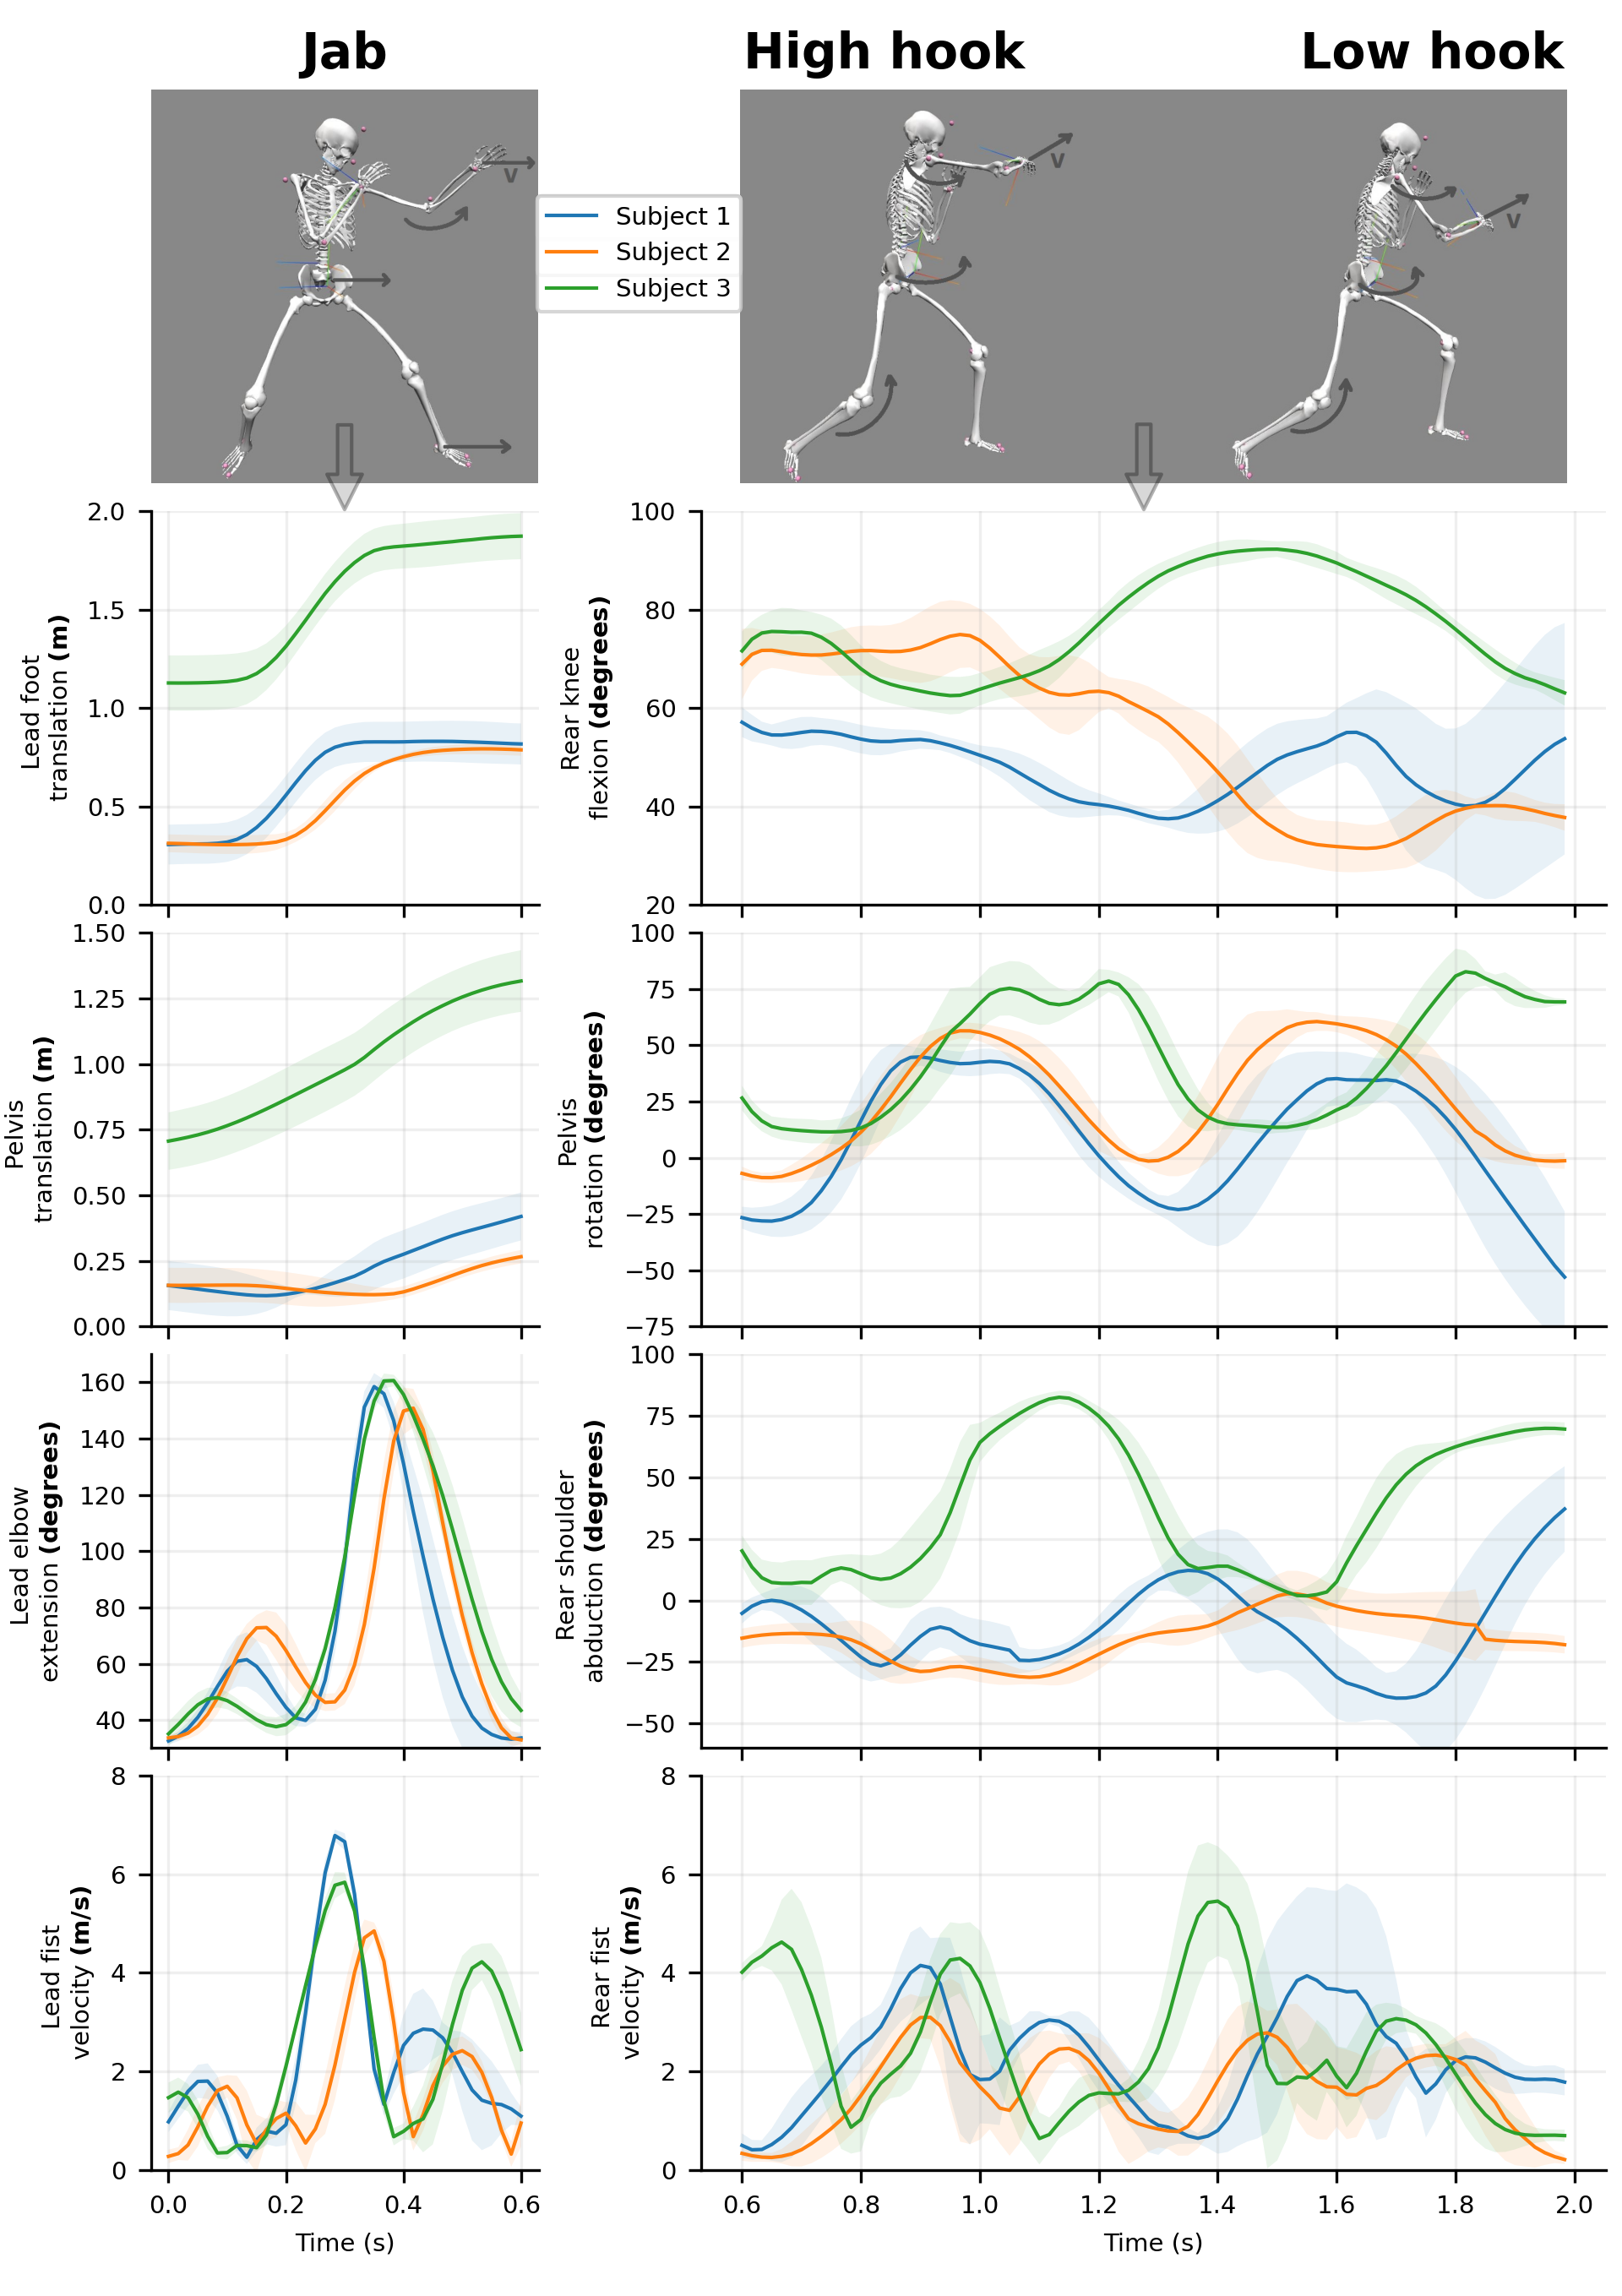 Jab
High hook
Low hook
v
v
v
Subject 1
Subject 2
Subject 3
Lead foot
translation (m)
2.0
1.5
1.0
0.5
0.0
Rear knee
flexion (degrees)
100
80
60
40
20
Pelvis
translation (m)
1.50
1.25
1.00
0.75
0.50
0.25
0.00
Pelvis
rotation (degrees)
100
75
50
25
0
−25
−50
−75
Lead elbow
extension (degrees)
160
140
120
100
80
60
40
Rear shoulder
abduction (degrees)
100
75
50
25
0
−25
−50
Lead fist
velocity (m/s)
8
6
4
2
0
0.0 0.2 0.4 0.6
Time (s)
Rear fist
velocity (m/s)
8
6
4
2
0
0.6 0.8 1.0 1.2 1.4 1.6 1.8 2.0
Time (s)